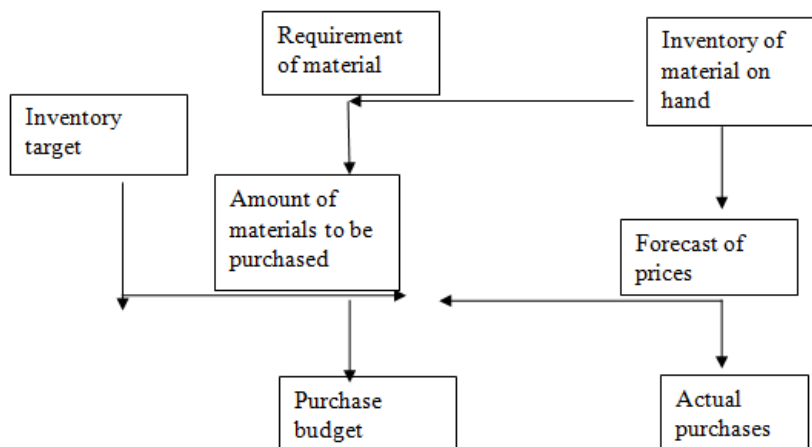 Requirement
of material
Inventory of
material on
hand
Inventory
target
Amount of
materials to be
purchased
Forecast of
prices
Purchase
budget
Actual
purchases